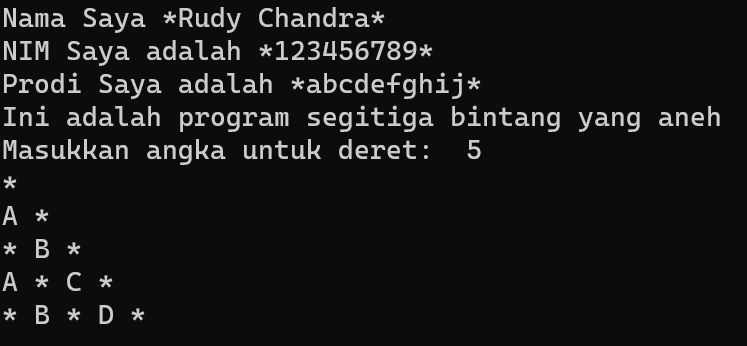 Nama Saya *Rudy Chandra*
NIM Saya adalah *123456789*
Prodi Saya adalah *abcdefghij*
Ini adalah program segitiga bintang yang aneh
Masukkan angka untuk deret:  5
*
A *
* B *
A * C *
* B * D *